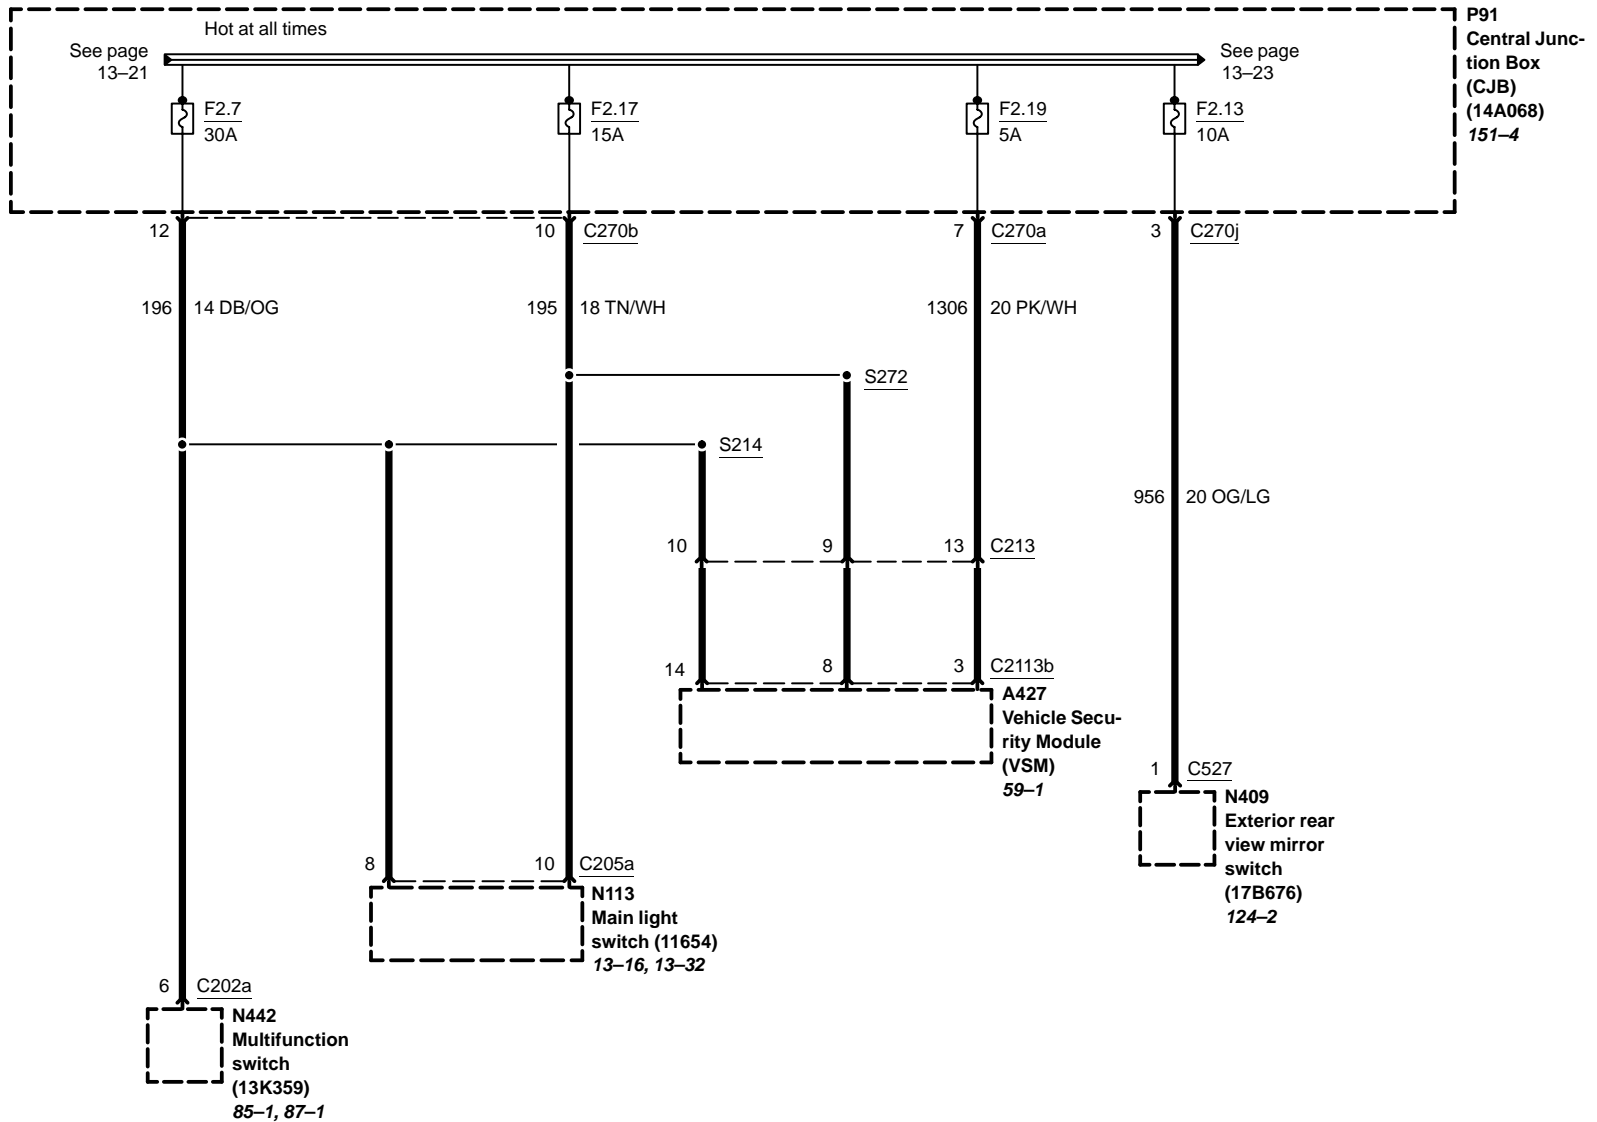 Hot at all times
See page
13–21
See page
13–23
P91
Central Junc-
tion Box
(CJB)
(14A068)
151–4
F2.7
30A
F2.17
15A
F2.19
5A
F2.13
10A
12
10
C270b
7
C270a
3
C270j
196
14 DB/OG
195
18 TN/WH
1306
20 PK/WH
S272
S214
956
20 OG/LG
10
9
13
C213
14
8
3
C2113b
A427
Vehicle Secu-
rity Module
(VSM)
59–1
1
C527
N409
Exterior rear
view mirror
switch
(17B676)
124–2
8
10
C205a
N113
Main light
switch (11654)
13–16, 13–32
6
C202a
N442
Multifunction
switch
(13K359)
85–1, 87–1